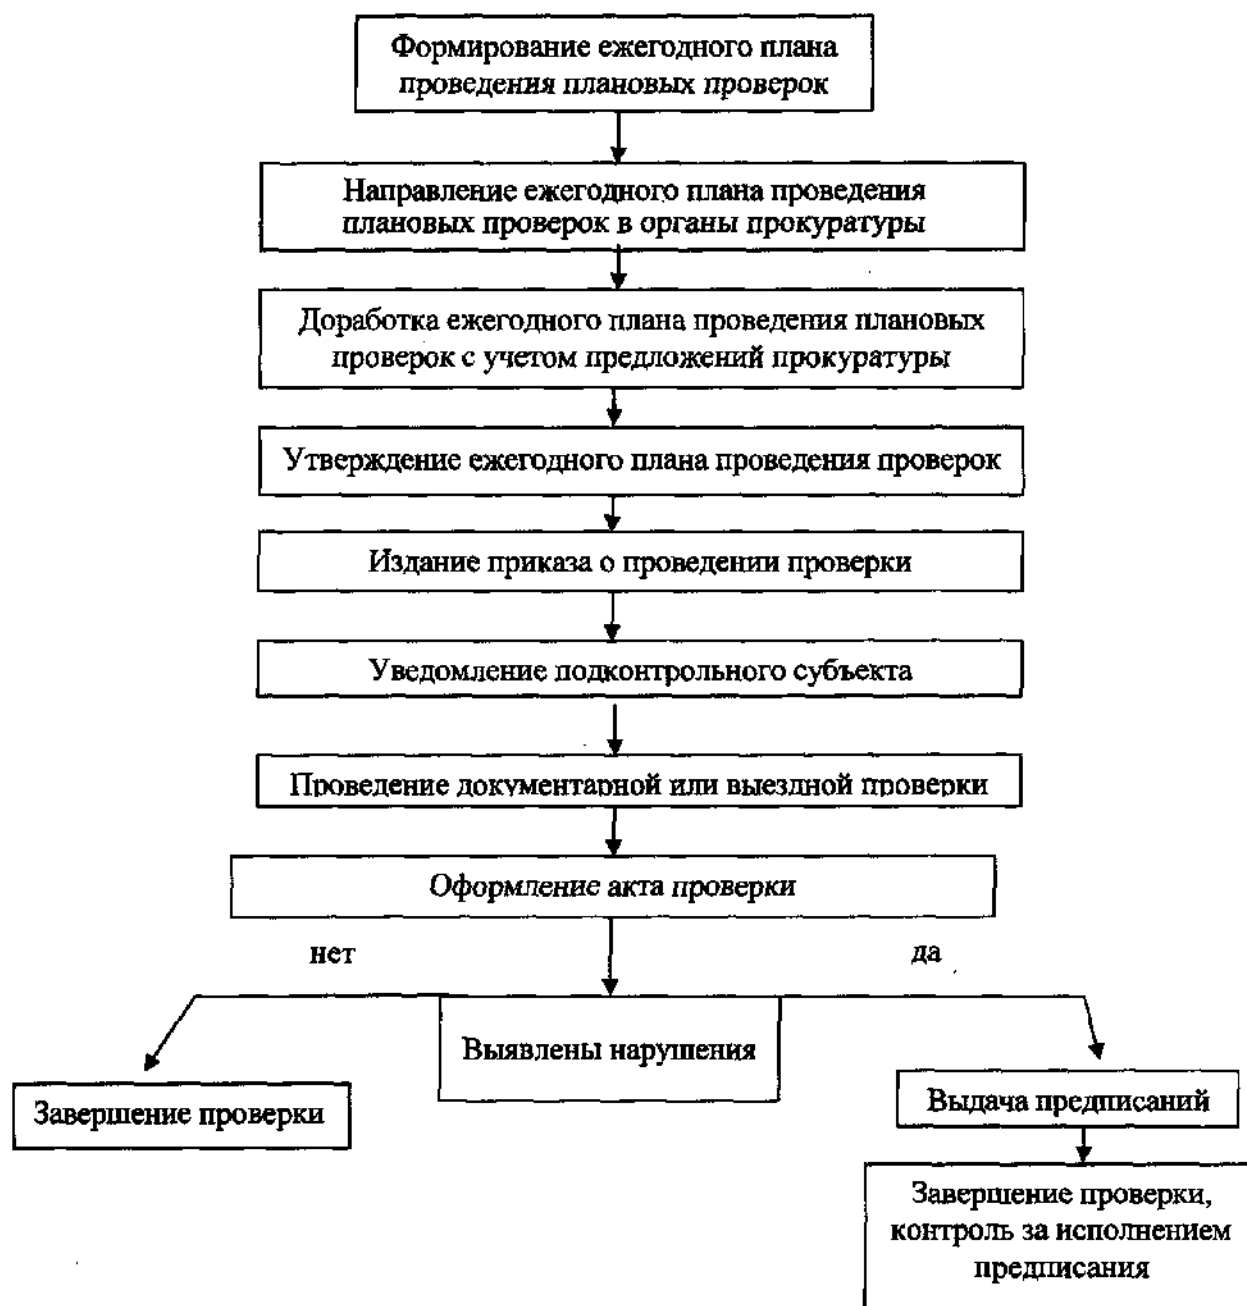 Формирование ежегодного плана
проведения плановых проверок
Направление ежегодного плана проведения
плановых проверок в органы прокуратуры
Доработка ежегодного плана проведения плановых
проверок с учетом предложений прокуратуры
Утверждение ежегодного плана проведения проверок
Издание приказа о проведении проверки
Уведомление подконтрольного субъекта
Проведение документарной или выездной проверки
Оформление акта проверки
нет
да
Выявлены нарушения
Завершение проверки
Выдача предписаний
Завершение проверки,
контроль за исполнением
предписания